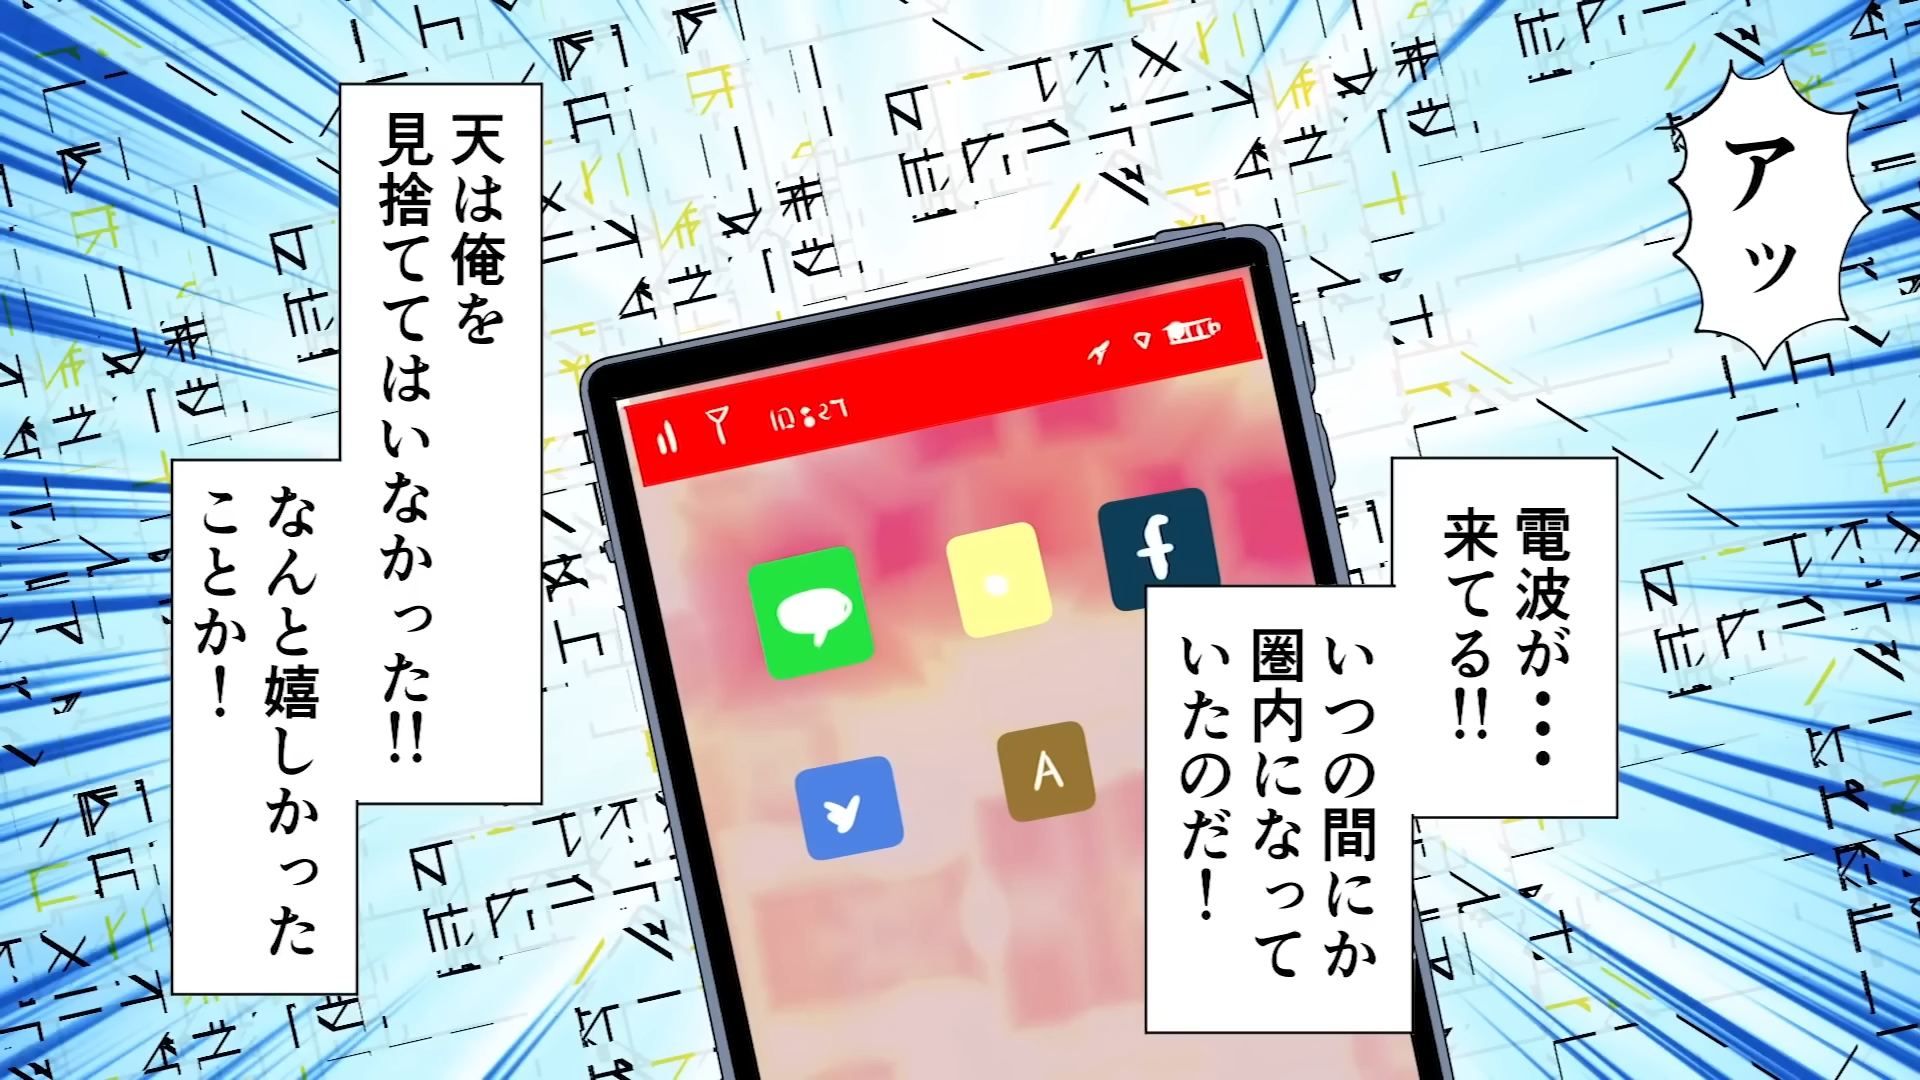 アッ
電波が・・・
来てる!!
いつの間にか
圏内になって
いたのだ！
天は俺を
見捨ててはいなかった!!
なんと嬉しかった
ことか！
10:27
f
A